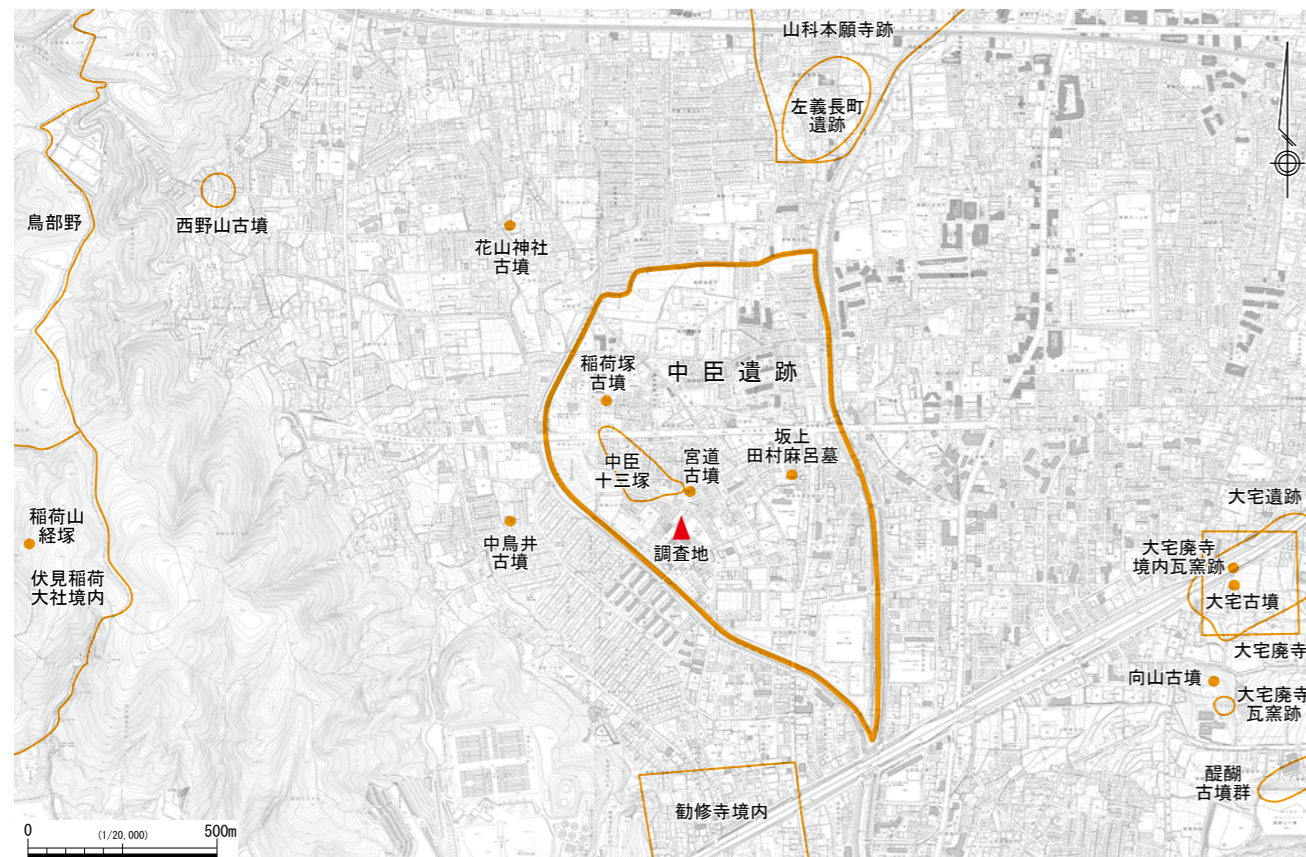 山科本願寺跡
左義長町
遺跡
鳥部野
西野山古墳
花山神社
古墳
稲荷塚
古墳
中臣遺跡
中臣
十三塚
宮道
古墳
坂上
田村麻呂墓
調査地
中鳥井
古墳
稲荷山
経塚
伏見稲荷
大社境内
大宅遺跡
大宅廃寺
境内瓦窯跡
大宅古墳
大宅廃寺
向山古墳
大宅廃寺
瓦窯跡
醍醐
古墳群
勧修寺境内
0 (1/20,000) 500m